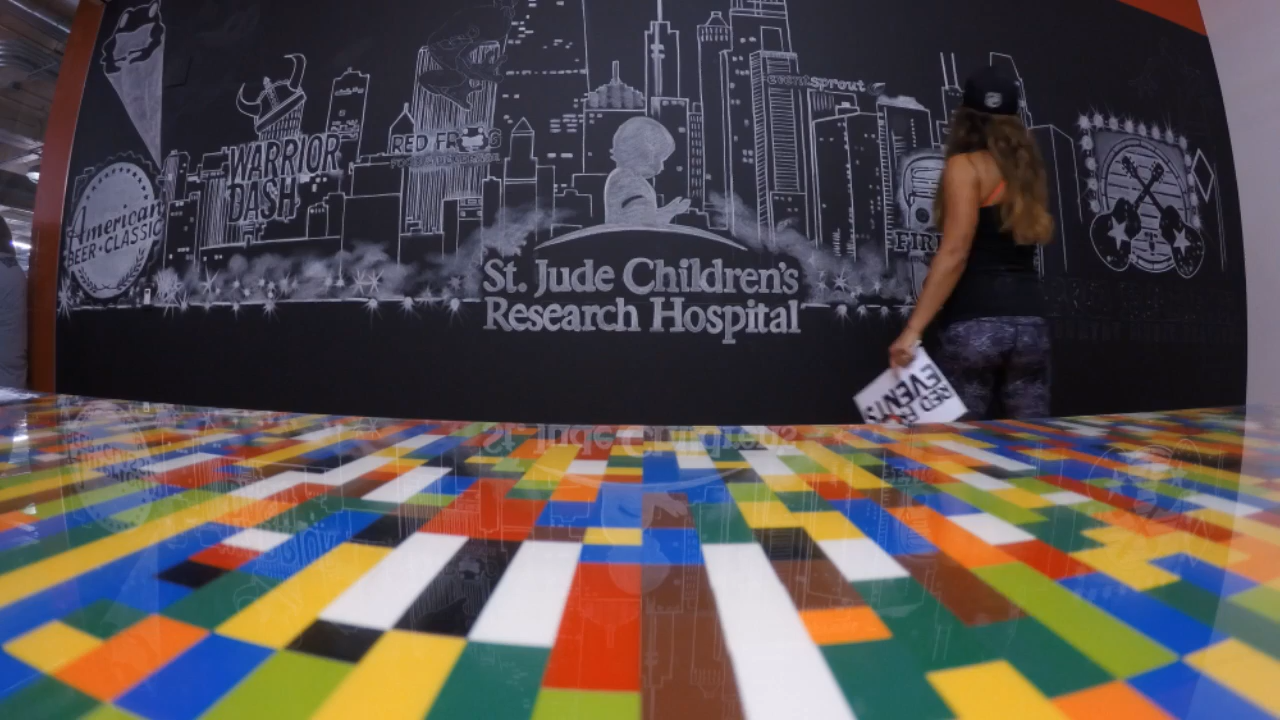 American
BEER • CLASSIC
WARRIOR
DASH
RED FROG
eventsprout
St. Jude Children's
Research Hospital
FIRE
RED F
EVENTS